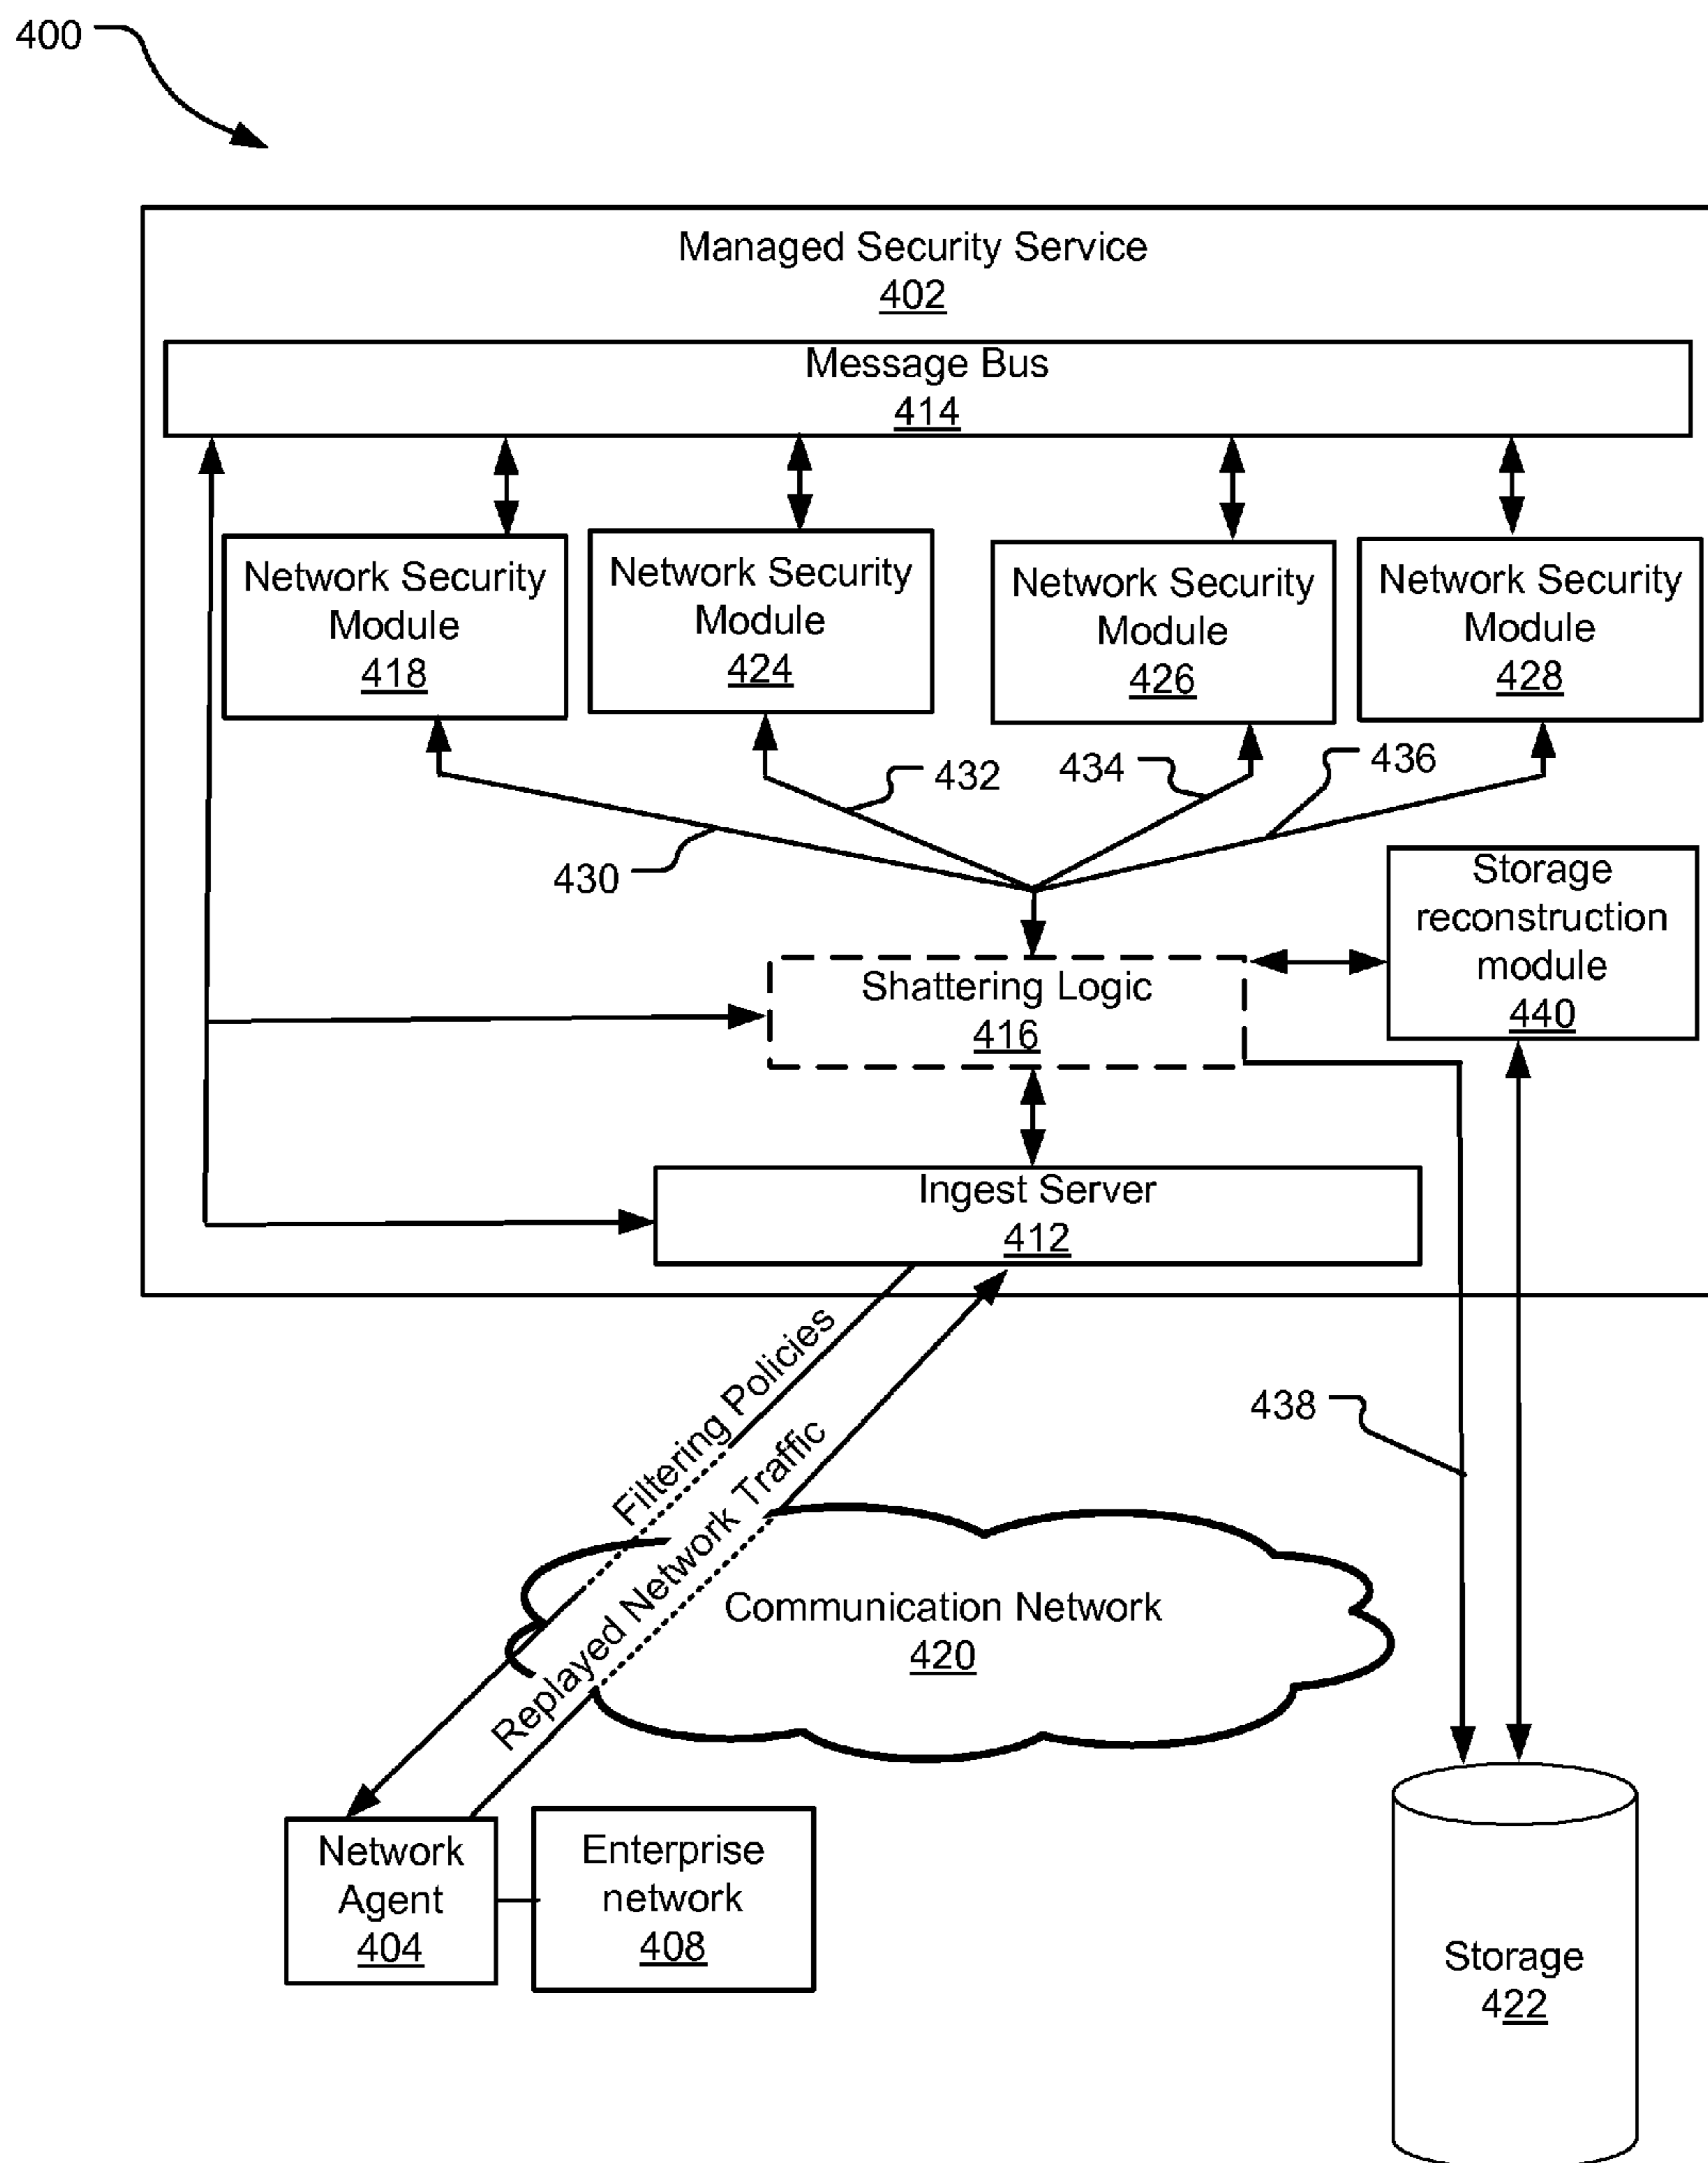 400
Managed Security Service
402
Message Bus
414
Network Security
Module
418
Network Security
Module
424
Network Security
Module
426
Network Security
Module
428
430
432
434
436
Storage
reconstruction
module
440
Shattering Logic
416
Ingest Server
412
Filtering Policies
Replayed Network Traffic
438
Communication Network
420
Network
Agent
404
Enterprise
network
408
Storage
422